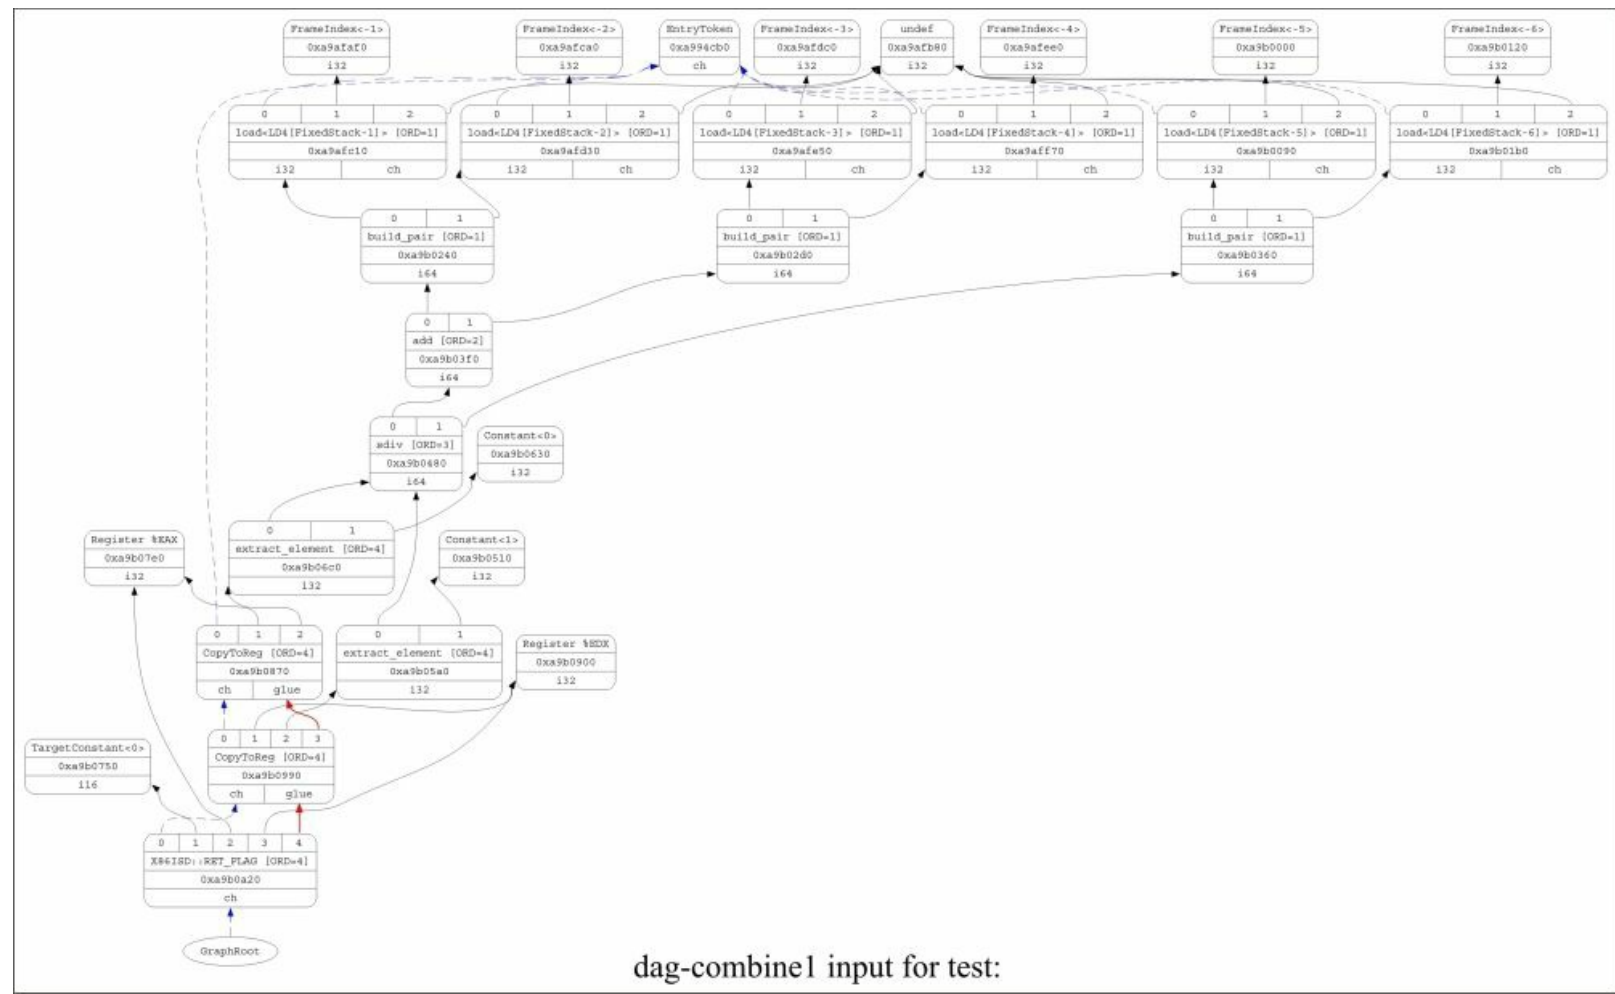 FrameIndex<-1>
0xa9afaf0
i32
FrameIndex<-2>
0xa9afca0
i32
EntryToken
0xa994cb0
ch
FrameIndex<-3>
0xa9afdc0
i32
undef
0xa9afb80
i32
FrameIndex<-4>
0xa9afee0
i32
FrameIndex<-5>
0xa9b0000
i32
FrameIndex<-6>
0xa9b0120
i32
0 1 2
load<LD4[FixedStack-1]> [ORD=1]
0xa9afc10
i32 ch
0 1 2
load<LD4[FixedStack-2]> [ORD=1]
0xa9afd30
i32 ch
0 1 2
load<LD4[FixedStack-3]> [ORD=1]
0xa9afe50
i32 ch
0 1 2
load<LD4[FixedStack-4]> [ORD=1]
0xa9aff70
i32 ch
0 1 2
load<LD4[FixedStack-5]> [ORD=1]
0xa9b0090
i32 ch
0 1 2
load<LD4[FixedStack-6]> [ORD=1]
0xa9b01b0
i32 ch
0 1
build_pair [ORD=1]
0xa9b0240
i64
0 1
build_pair [ORD=1]
0xa9b02d0
i64
0 1
build_pair [ORD=1]
0xa9b0360
i64
0 1
add [ORD=2]
0xa9b03f0
i64
0 1
sdiv [ORD=3]
0xa9b0480
i64
Constant<0>
0xa9b0630
i32
0 1
extract_element [ORD=4]
0xa9b06c0
i32
Register %EAX
0xa9b07e0
i32
Constant<1>
0xa9b0510
i32
0 1 2
CopyToReg [ORD=4]
0xa9b0870
ch glue
0 1
extract_element [ORD=4]
0xa9b05a0
i32
Register %EDX
0xa9b0900
i32
0 1 2 3
CopyToReg [ORD=4]
0xa9b0990
ch glue
TargetConstant<0>
0xa9b0750
i16
0 1 2 3 4
X86ISD::RET_FLAG [ORD=4]
0xa9b0a20
ch
GraphRoot
dag-combine1 input for test: